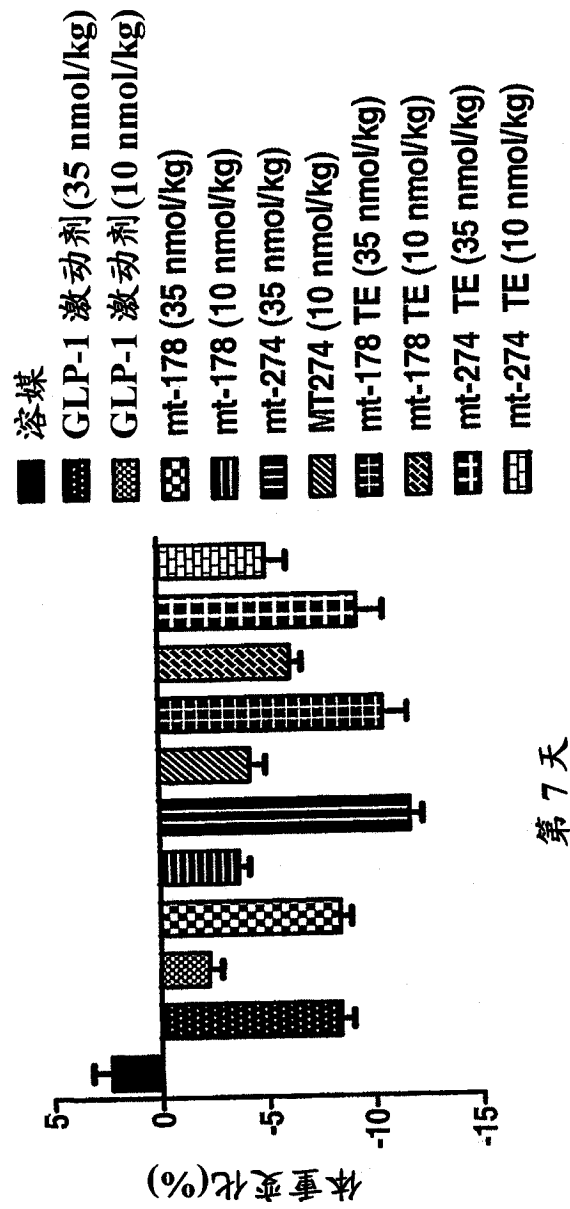 溶媒
GLP-1 激动剂(35 nmol/kg)
GLP-1 激动剂(10 nmol/kg)
mt-178 (35 nmol/kg)
mt-178 (10 nmol/kg)
mt-274 (35 nmol/kg)
MT274 (10 nmol/kg)
mt-178 TE (35 nmol/kg)
mt-178 TE (10 nmol/kg)
mt-274 TE (35 nmol/kg)
mt-274 TE (10 nmol/kg)
体重变化(%)
5
0
-5
-10
-15
第 7 天